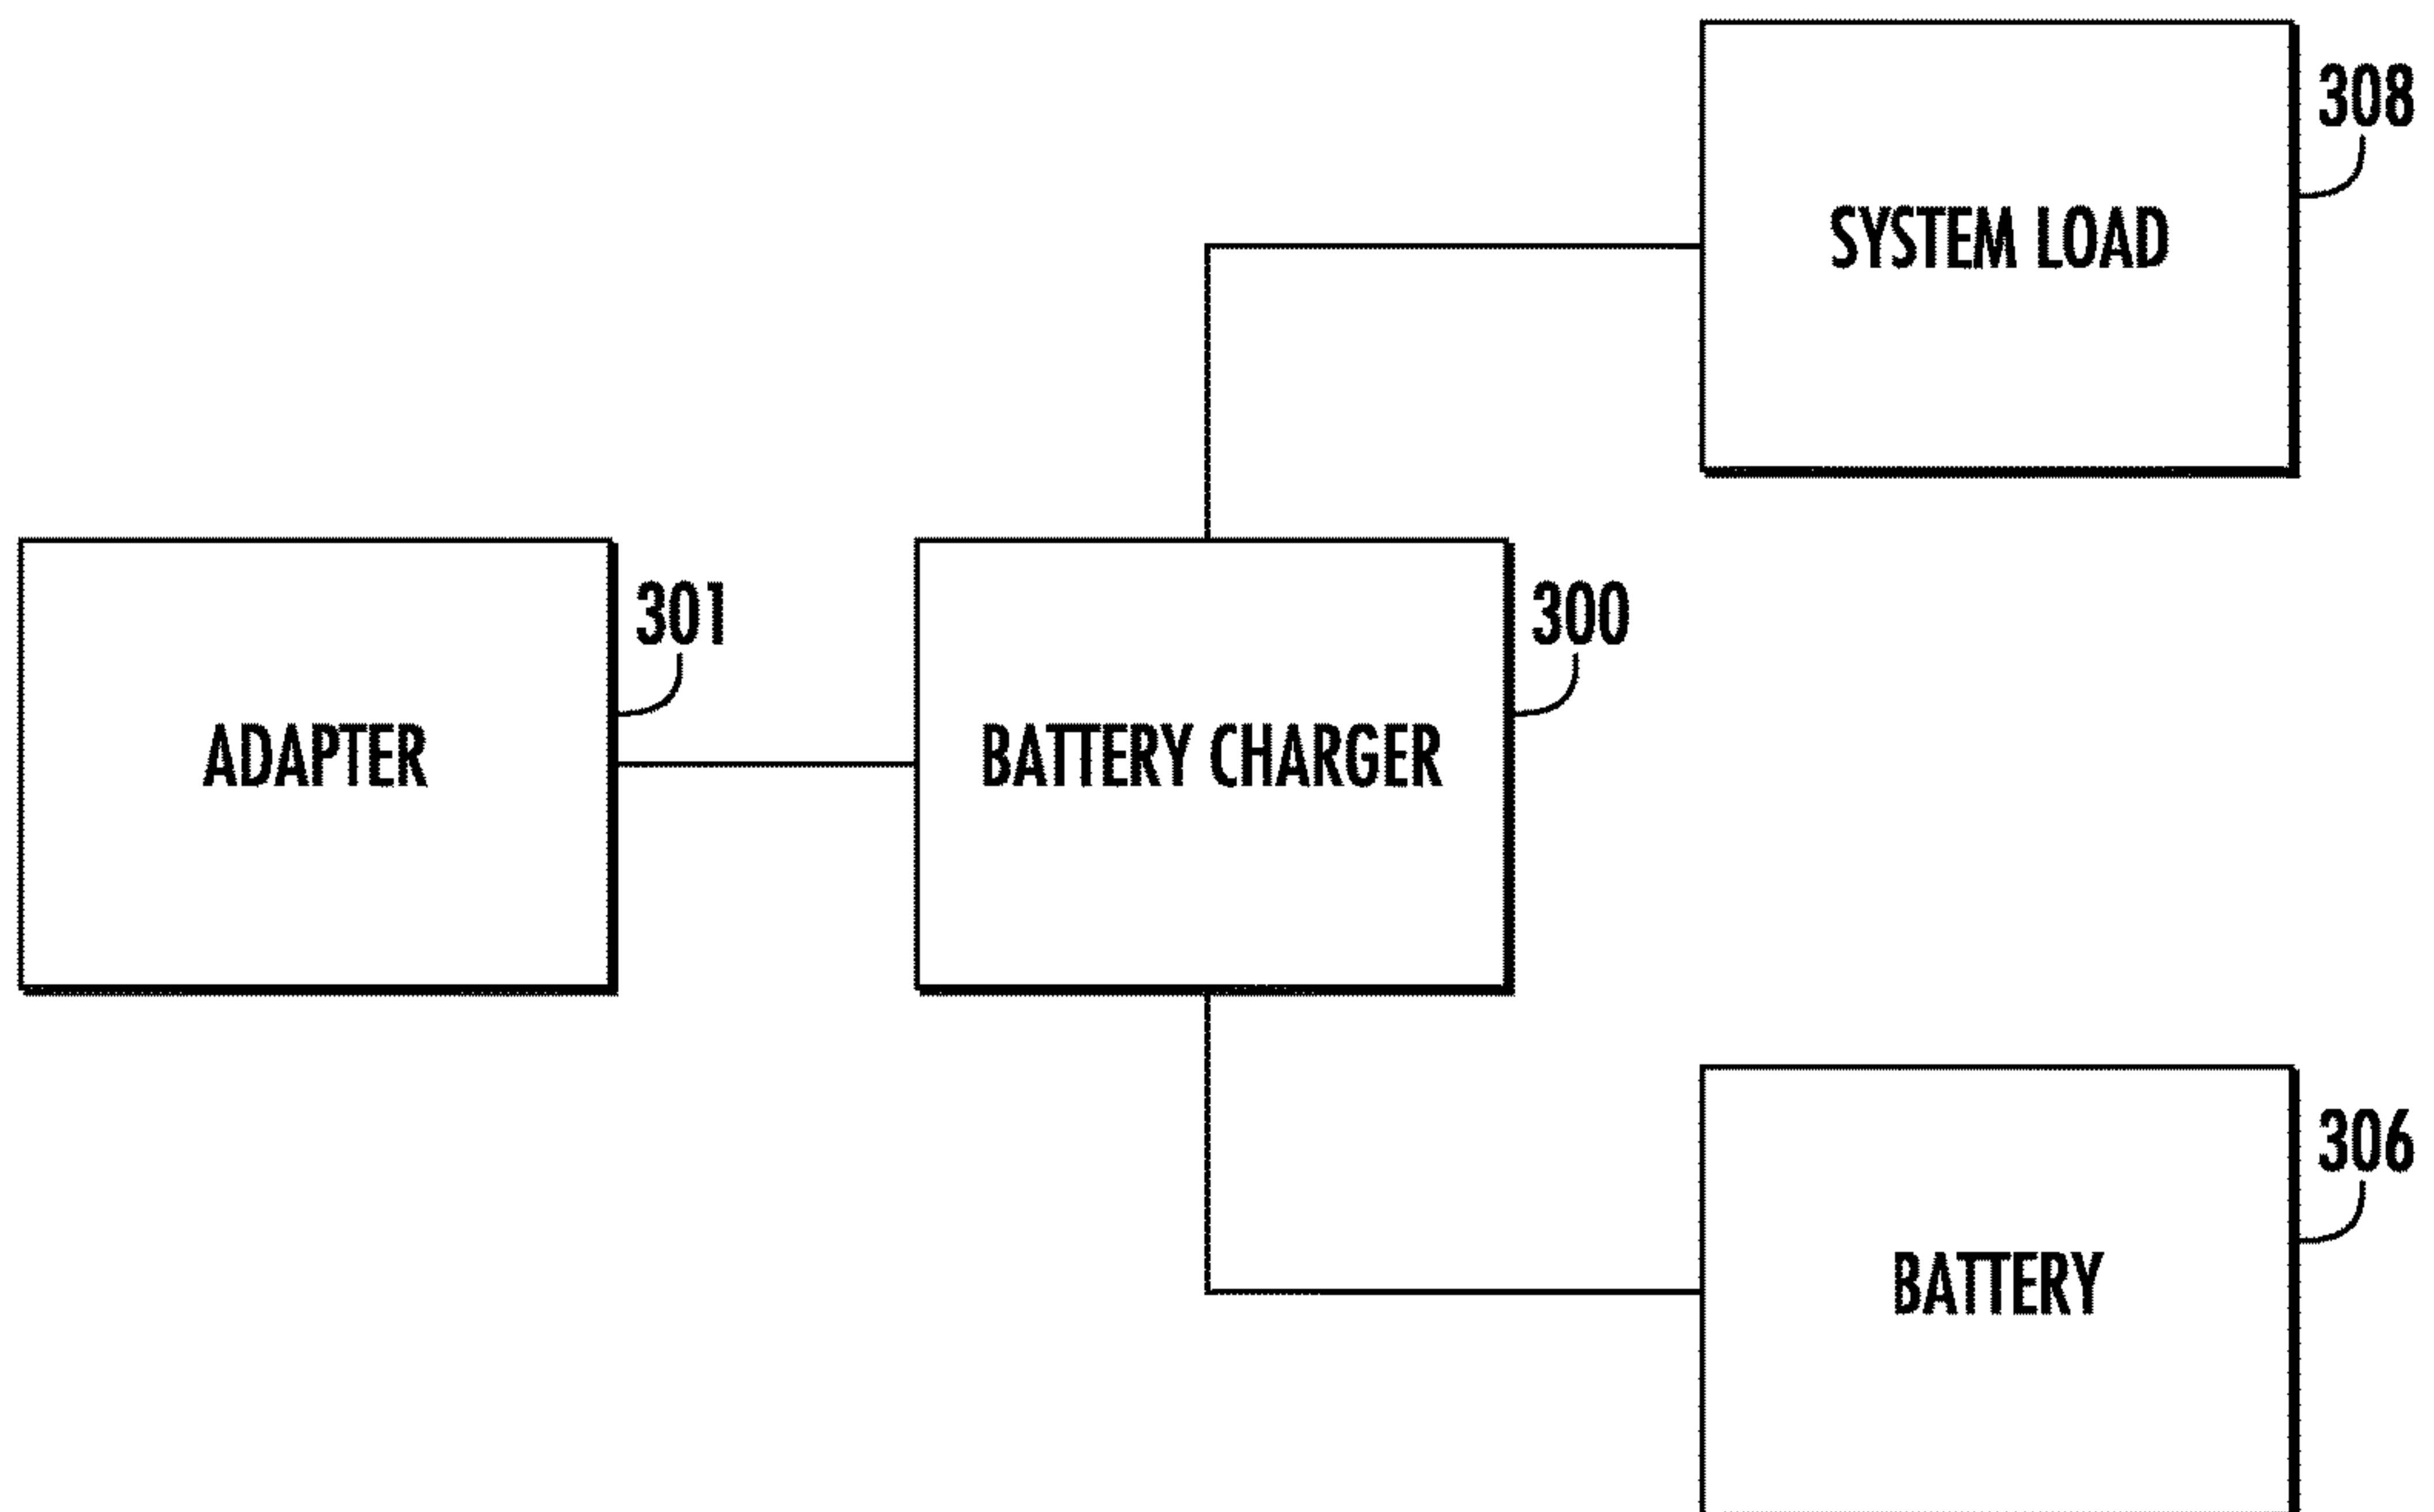 308
SYSTEM LOAD
301
300
ADAPTER
BATTERY CHARGER
306
BATTERY